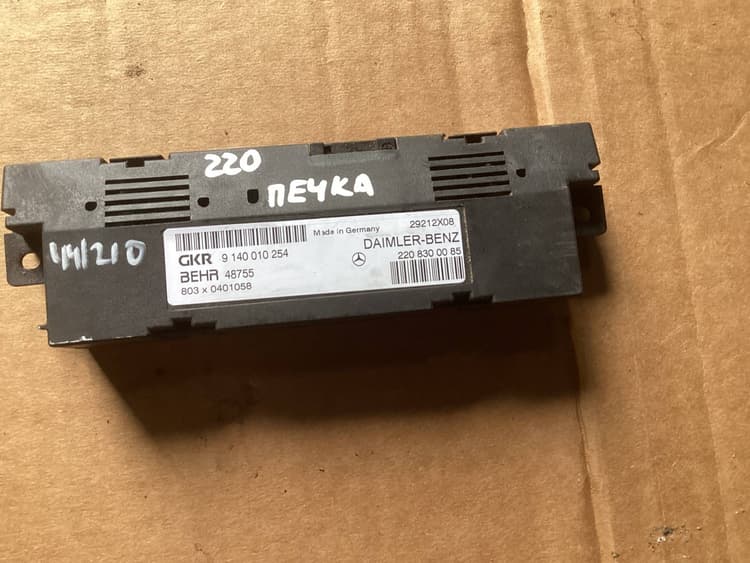 220
ПЕЧКА
Made in Germany
29212X08
GKR 9 140 010 254
DAIMLER-BENZ
BEHR 48755
220 830 00 85
803 x 0401058